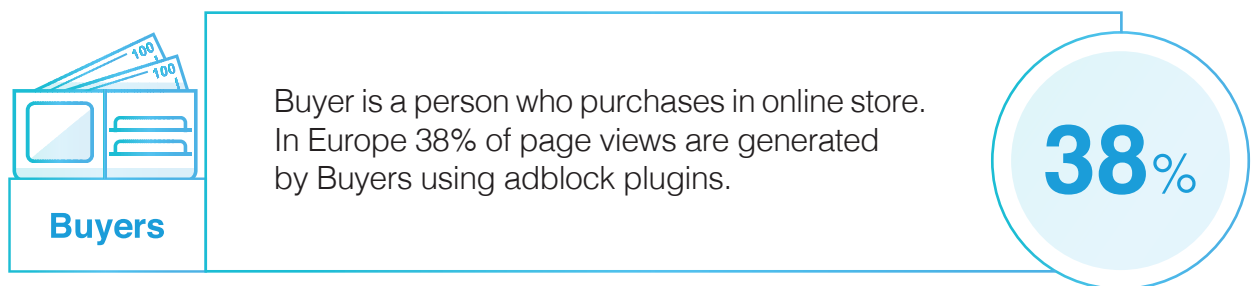 100
100
Buyer is a person who purchases in online store.
In Europe 38% of page views are generated
by Buyers using adblock plugins.
38%
Buyers